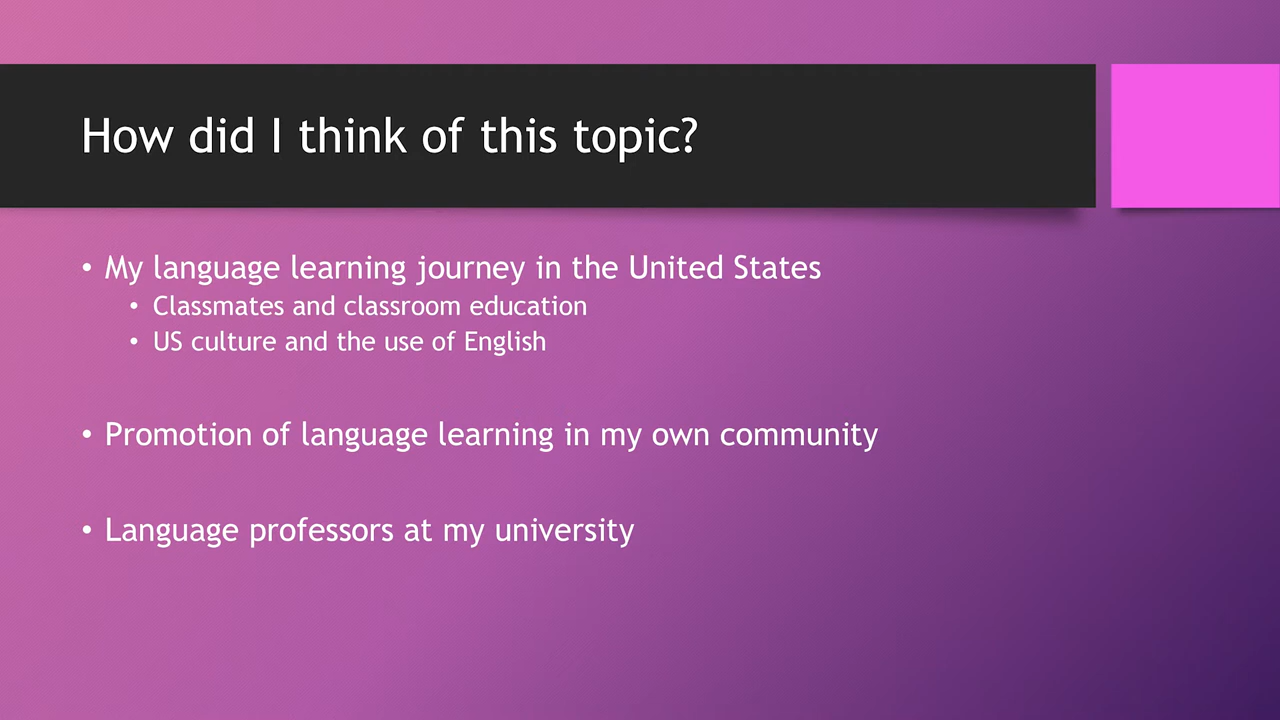 How did I think of this topic?
• My language learning journey in the United States
• Classmates and classroom education
• US culture and the use of English
• Promotion of language learning in my own community
• Language professors at my university